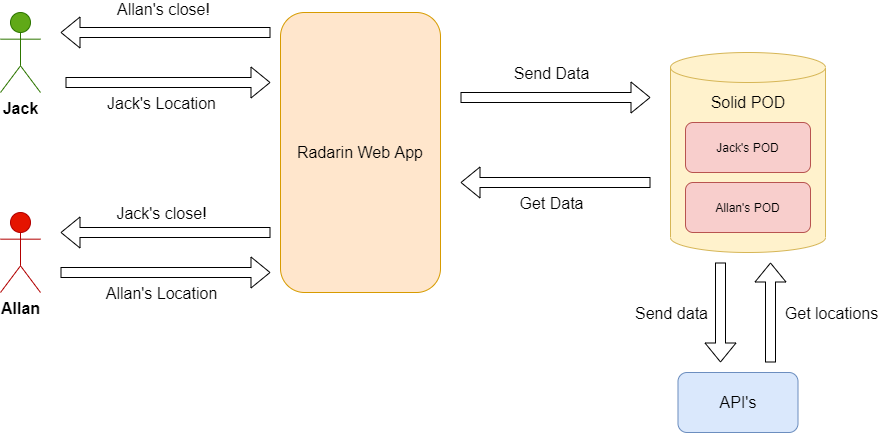 Allan's close!
Jack's Location
Jack
Radarin Web App
Send Data
Get Data
Solid POD
Jack's POD
Allan's POD
Jack's close!
Allan's Location
Allan
Send data
Get locations
API's